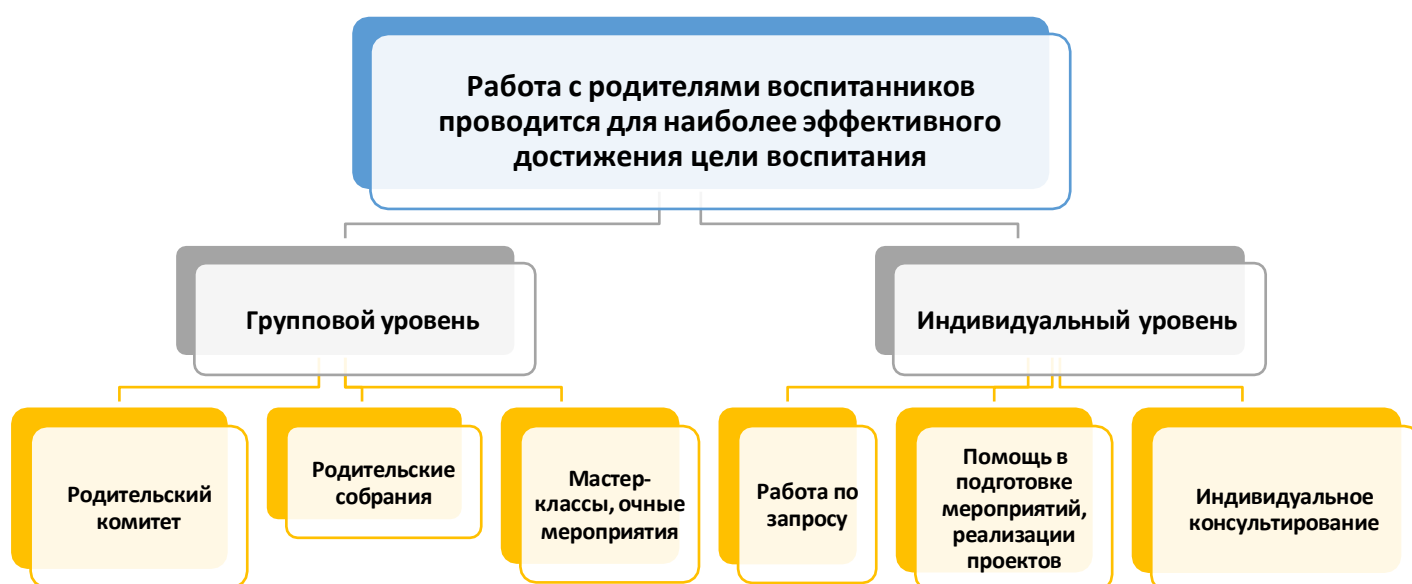 Работа с родителями воспитанников
проводится для наиболее эффективного
достижения цели воспитания
Групповой уровень
Индивидуальный уровень
Родительский
комитет
Родительские
собрания
Мастер-
классы, очные
мероприятия
Работа по
запросу
Помощь в
подготовке
мероприятий,
реализации
проектов
Индивидуальное
консультирование